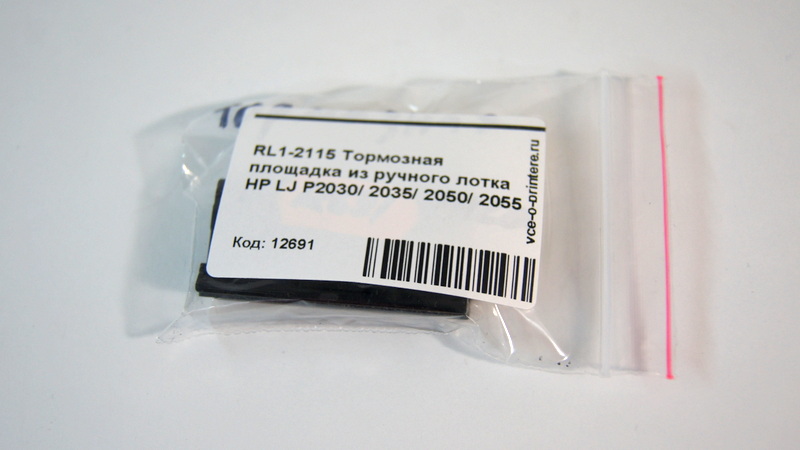 RL1-2115 Тормозная
площадка из ручного лотка
HP LJ P2030/ 2035/ 2050/ 2055
Код: 12691
vce-o-printere.ru